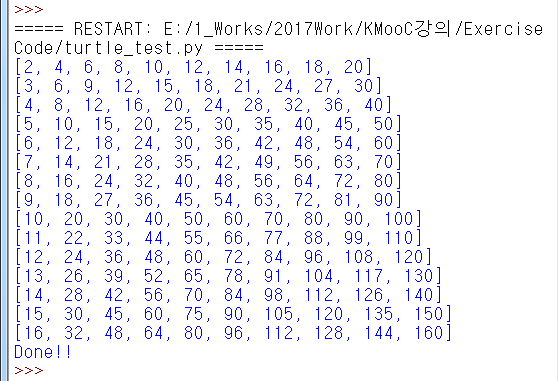 >>>
===== RESTART: E:/1_Works/2017Work/KMooC강의/Exercise
Code/turtle_test.py =====
[2, 4, 6, 8, 10, 12, 14, 16, 18, 20]
[3, 6, 9, 12, 15, 18, 21, 24, 27, 30]
[4, 8, 12, 16, 20, 24, 28, 32, 36, 40]
[5, 10, 15, 20, 25, 30, 35, 40, 45, 50]
[6, 12, 18, 24, 30, 36, 42, 48, 54, 60]
[7, 14, 21, 28, 35, 42, 49, 56, 63, 70]
[8, 16, 24, 32, 40, 48, 56, 64, 72, 80]
[9, 18, 27, 36, 45, 54, 63, 72, 81, 90]
[10, 20, 30, 40, 50, 60, 70, 80, 90, 100]
[11, 22, 33, 44, 55, 66, 77, 88, 99, 110]
[12, 24, 36, 48, 60, 72, 84, 96, 108, 120]
[13, 26, 39, 52, 65, 78, 91, 104, 117, 130]
[14, 28, 42, 56, 70, 84, 98, 112, 126, 140]
[15, 30, 45, 60, 75, 90, 105, 120, 135, 150]
[16, 32, 48, 64, 80, 96, 112, 128, 144, 160]
Done!!
>>>